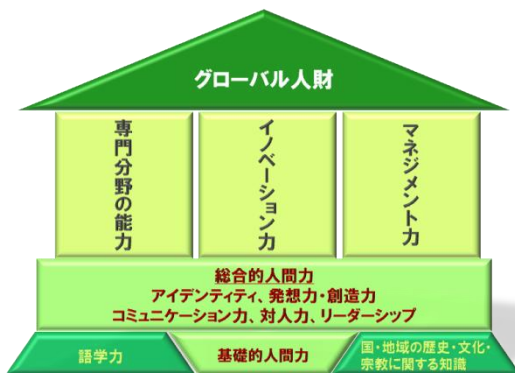 グローバル人財
専門分野の能力
イノベーション力
マネジメント力
総合的人間力
アイデンティティ、発想力・創造力
コミュニケーション力、対人力、リーダーシップ
語学力
基礎的人間力
国・地域の歴史・文化・
宗教に関する知識